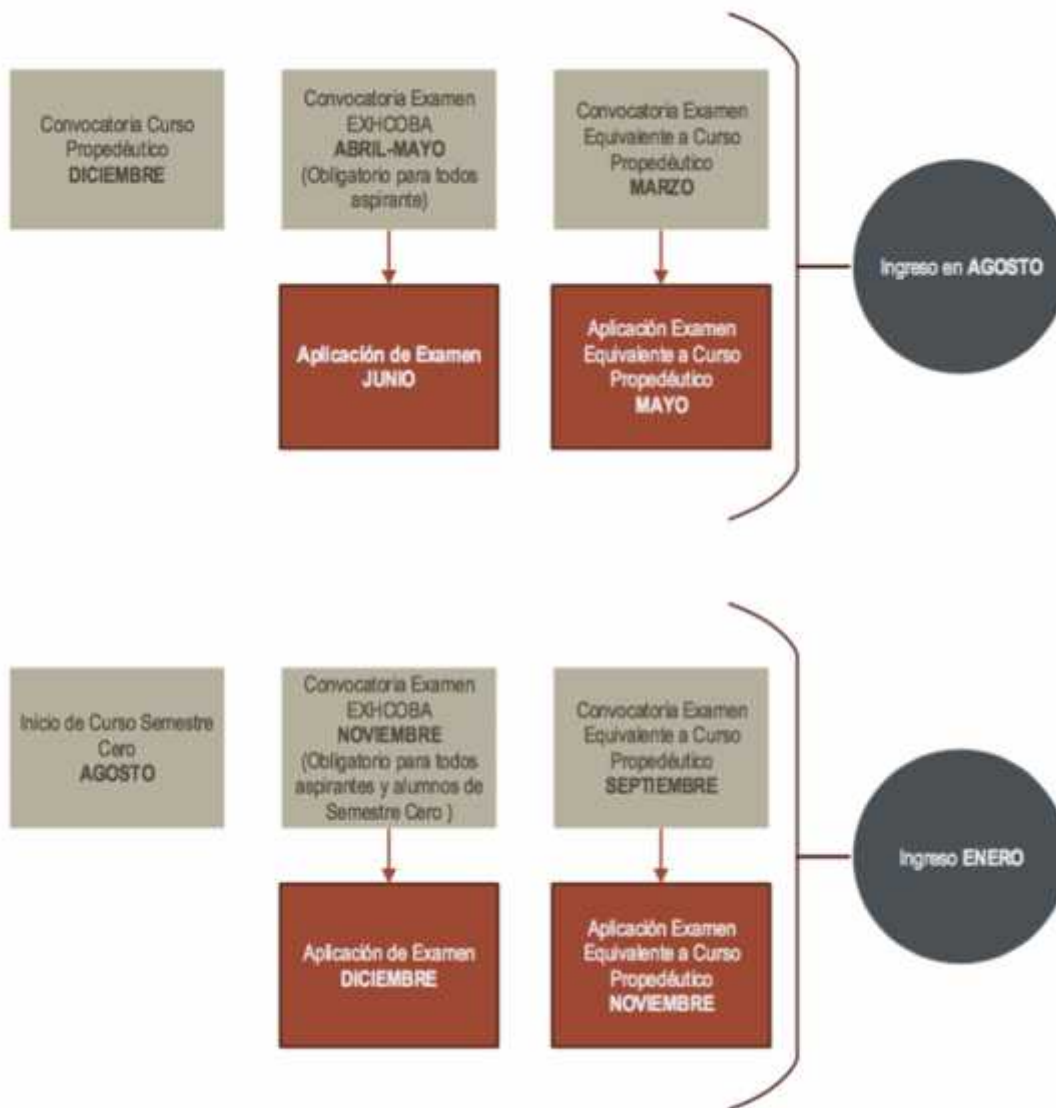 Convocatoria Curso
Propedéutico
DICIEMBRE
Convocatoria Examen
EXHCOBA
ABRIL-MAYO
(Obligatorio para todos
aspirante)
Convocatoria Examen
Equivalente a Curso
Propedéutico
MARZO
Aplicación de Examen
JUNIO
Aplicación Examen
Equivalente a Curso
Propedéutico
MAYO
Ingreso en AGOSTO
Inicio de Curso Semestre
Cero
AGOSTO
Convocatoria Examen
EXHCOBA
NOVIEMBRE
(Obligatorio para todos
aspirantes y alumnos de
Semestre Cero )
Convocatoria Examen
Equivalente a Curso
Propedéutico
SEPTIEMBRE
Aplicación de Examen
DICIEMBRE
Aplicación Examen
Equivalente a Curso
Propedéutico
NOVIEMBRE
Ingreso ENERO